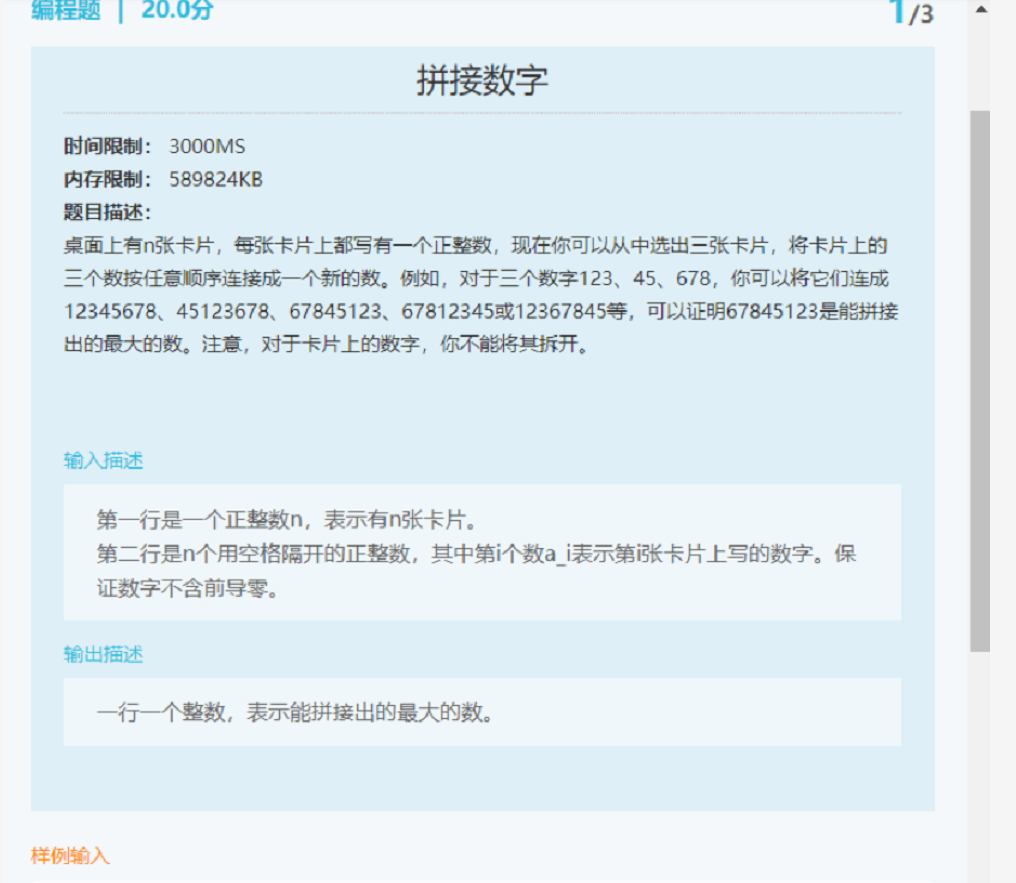 编程题 | 20.0分
1/3
拼接数字
时间限制： 3000MS
内存限制： 589824KB
题目描述：
桌面上有n张卡片，每张卡片上都写有一个正整数，现在你可以从中选出三张卡片，将卡片上的
三个数按任意顺序连接成一个新的数。例如，对于三个数字123、45、678，你可以将它们连成
12345678、45123678、67845123、67812345或12367845等，可以证明67845123是能拼接
出的最大的数。注意，对于卡片上的数字，你不能将其拆开。
输入描述
第一行是一个正整数n，表示有n张卡片。
第二行是n个用空格隔开的正整数，其中第i个数a_i表示第i张卡片上写的数字。保
证数字不含前导零。
输出描述
一行一个整数，表示能拼接出的最大的数。
样例输入